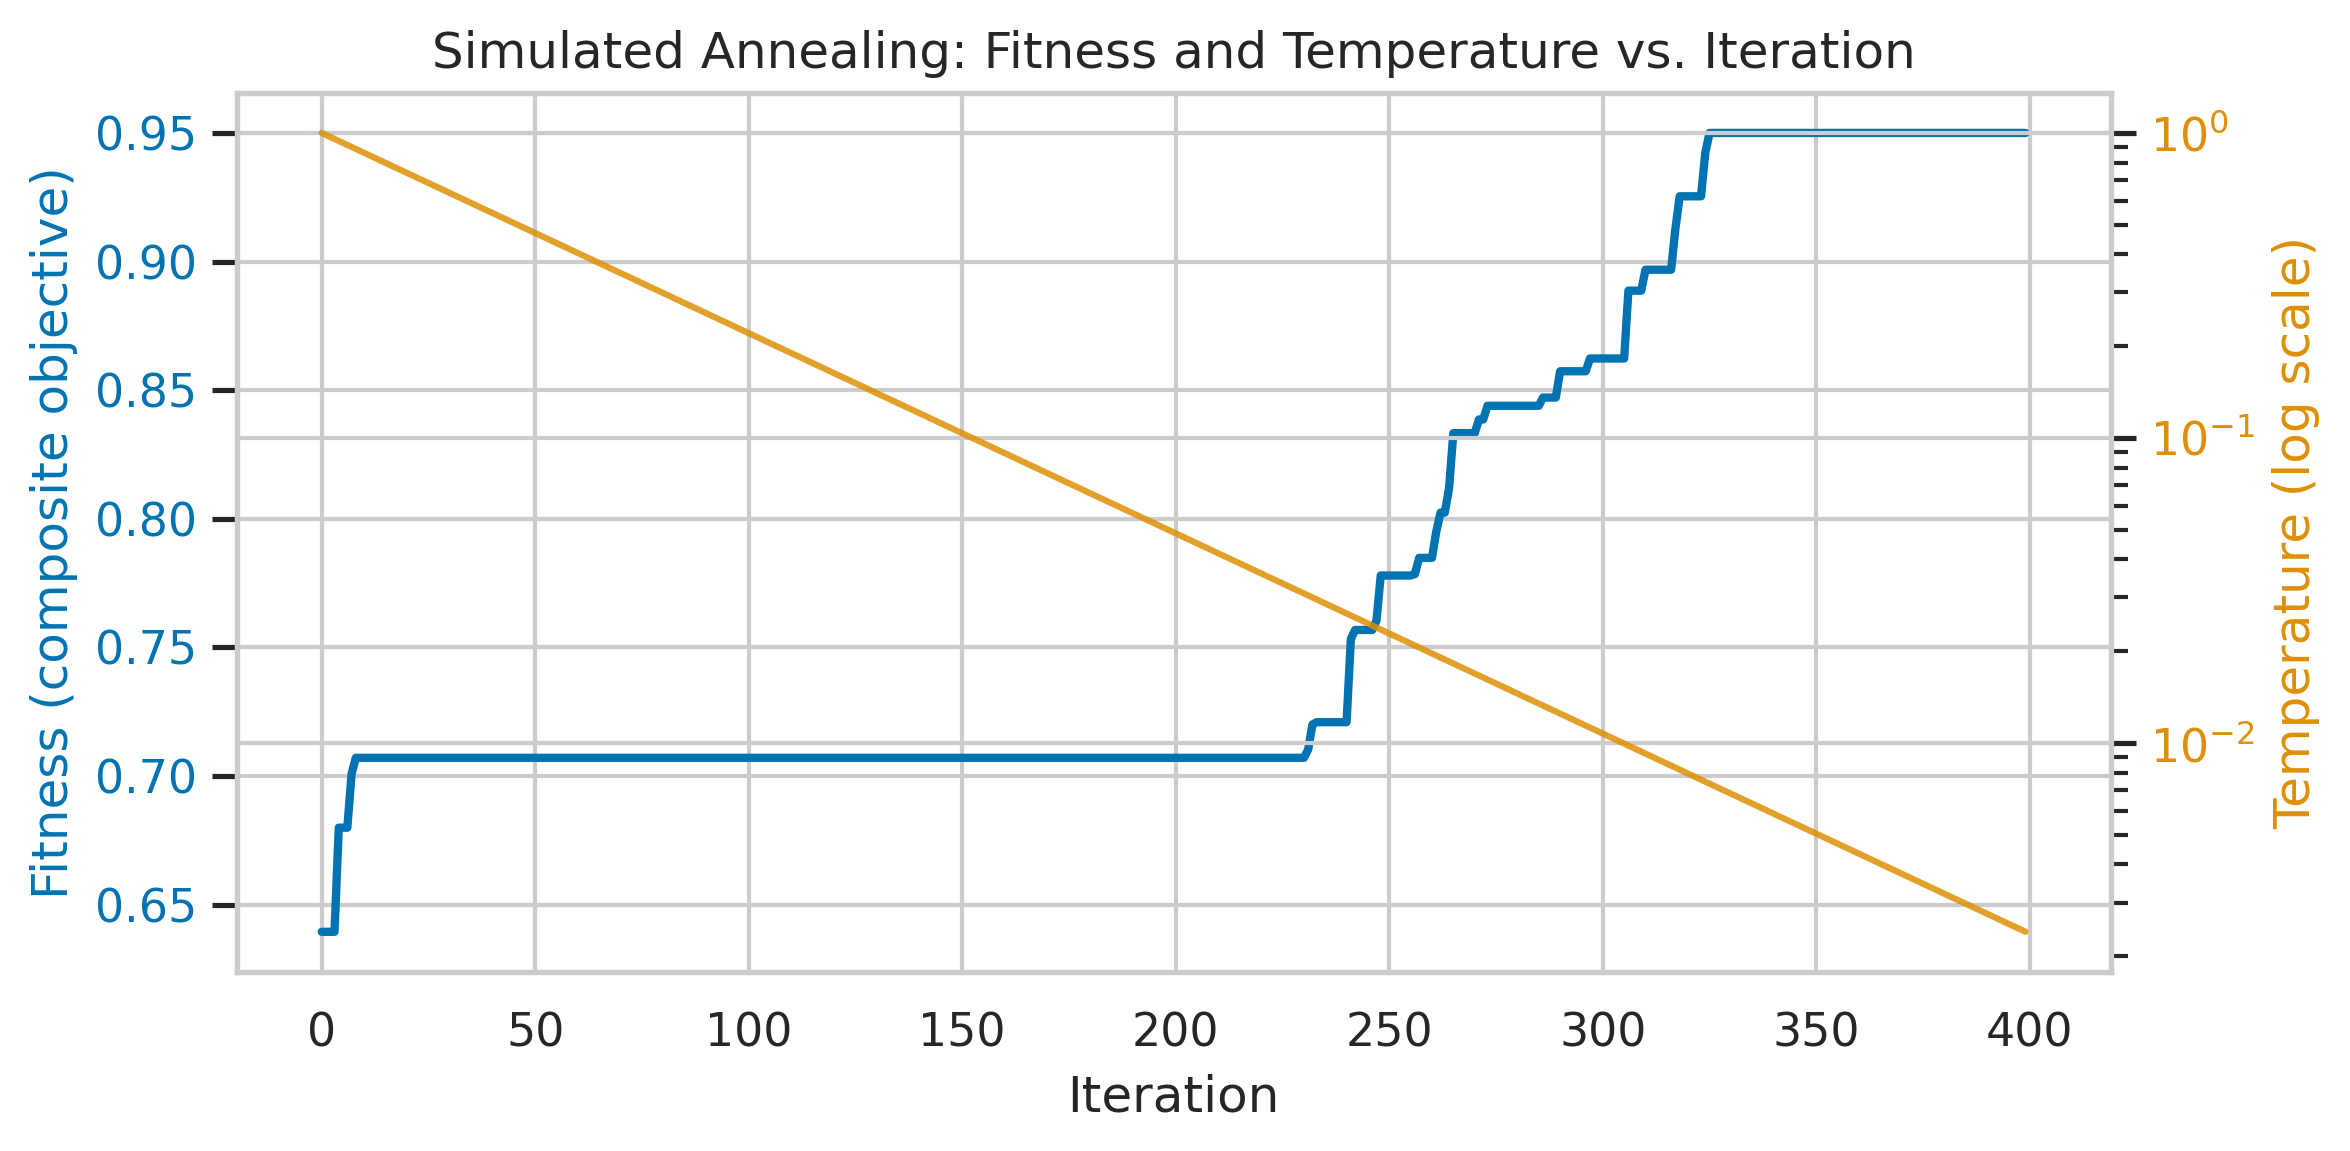 Simulated Annealing: Fitness and Temperature vs. Iteration
Fitness (composite objective)
0.95
0.90
0.85
0.80
0.75
0.70
0.65
10⁰
10⁻¹
10⁻²
Temperature (log scale)
0 50 100 150 200 250 300 350 400
Iteration